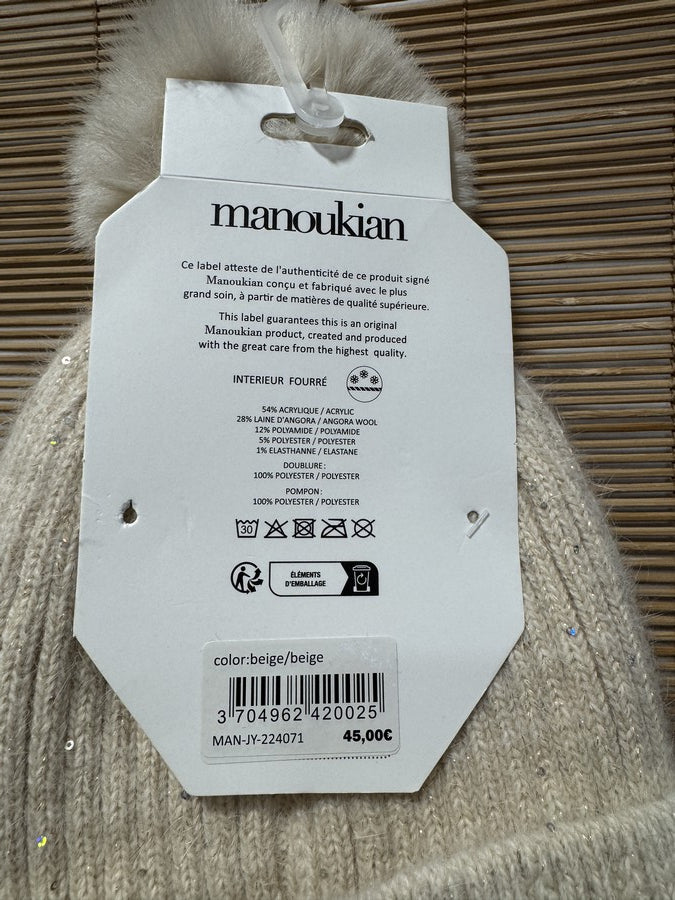 manoukian
Ce label atteste de l'authenticité de ce produit signé
Manoukian conçu et fabriqué avec le plus
grand soin, à partir de matières de qualité supérieure.
This label guarantees this is an original
Manoukian product, created and produced
with the great care from the highest quality.
INTERIEUR FOURRÉ
54% ACRYLIQUE / ACRYLIC
28% LAINE D'ANGORA / ANGORA WOOL
12% POLYAMIDE / POLYAMIDE
5% POLYESTER / POLYESTER
1% ELASTHANNE / ELASTANE
DOUBLURE:
100% POLYESTER / POLYESTER
POMPON:
100% POLYESTER / POLYESTER
30
ÉLÉMENTS
D'EMBALLAGE
color:beige/beige
3 704962 420025
MAN-JY-224071 45,00€